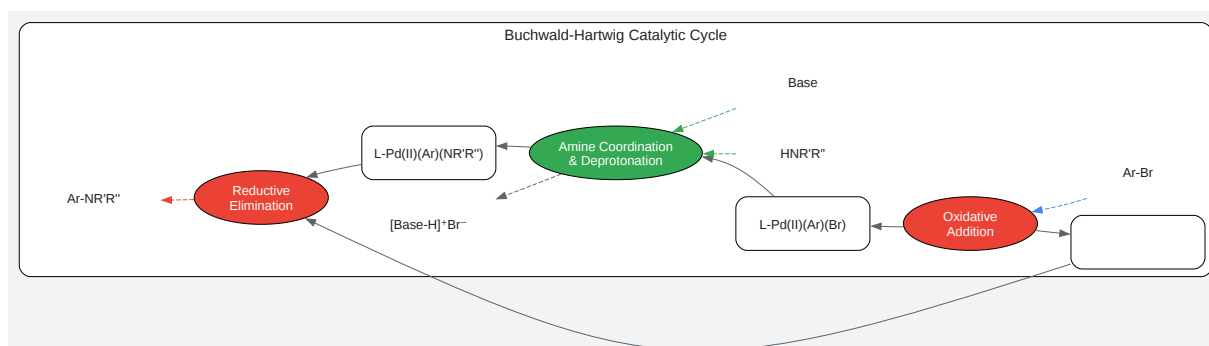 Buchwald-Hartwig Catalytic Cycle
Base
L-Pd(II)(Ar)(NR'R'')
Amine Coordination
& Deprotonation
HNR'R''
Ar-Br
Ar-NR'R''
Reductive
Elimination
[Base-H]⁺Br⁻
L-Pd(II)(Ar)(Br)
Oxidative
Addition